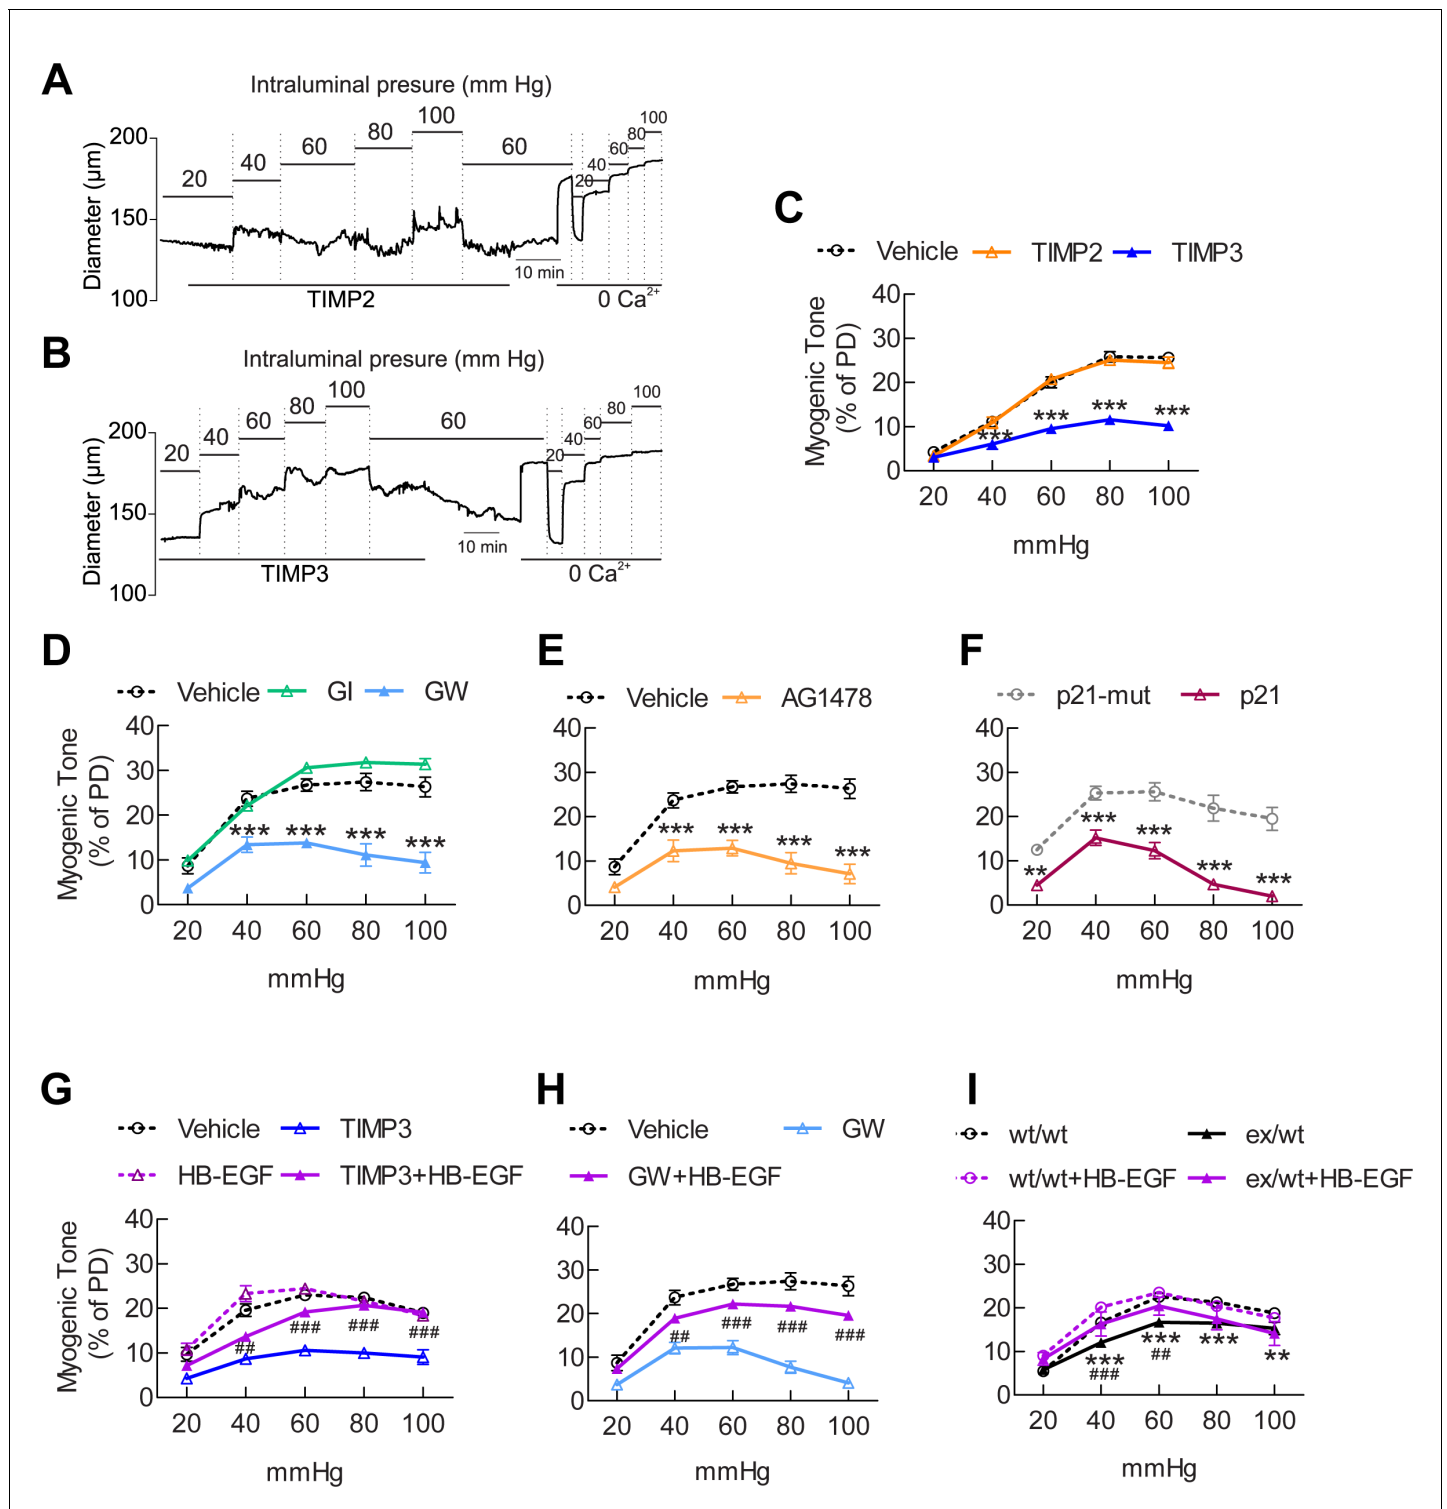 A
Intraluminal presure (mm Hg)
Diameter (µm)
200
150
100
20
40
60
80
100
60
20
40
60
80
100
10 min
TIMP2
0 Ca2+
B
Intraluminal presure (mm Hg)
Diameter (µm)
200
150
100
20
40
60
80
100
60
20
40
60
80
100
10 min
TIMP3
0 Ca2+
C
Vehicle TIMP2 TIMP3
Myogenic Tone
(% of PD)
40
30
20
10
0
*** *** *** ***
20 40 60 80 100
mmHg
D
Vehicle GI GW
Myogenic Tone
(% of PD)
40
30
20
10
0
*** *** *** ***
20 40 60 80 100
mmHg
E
Vehicle AG1478
40
30
20
10
0
*** *** *** ***
20 40 60 80 100
mmHg
F
p21-mut p21
40
30
20
10
0
** *** *** *** ***
20 40 60 80 100
mmHg
G
Vehicle TIMP3
HB-EGF TIMP3+HB-EGF
Myogenic Tone
(% of PD)
40
30
20
10
0
## ### ### ###
20 40 60 80 100
mmHg
H
Vehicle GW
GW+HB-EGF
40
30
20
10
0
## ### ### ###
20 40 60 80 100
mmHg
I
wt/wt ex/wt
wt/wt+HB-EGF ex/wt+HB-EGF
40
30
20
10
0
*** *** *** **
### ##
20 40 60 80 100
mmHg